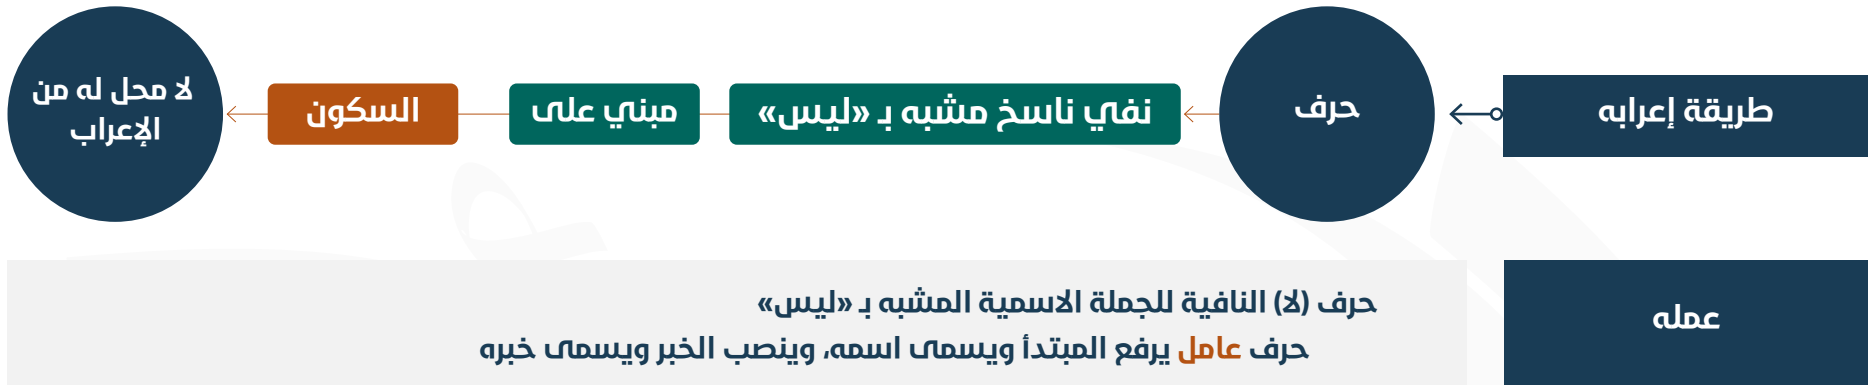 طريقة إعرابه
حرف
نفي ناسخ مشبه بـ «ليس»
مبني على
السكون
لا محل له من
الإعراب
عمله
حرف (لا) النافية للجملة الاسمية المشبه بـ «ليس»
حرف عامل يرفع المبتدأ ويسمى اسمه، وينصب الخبر ويسمى خبره